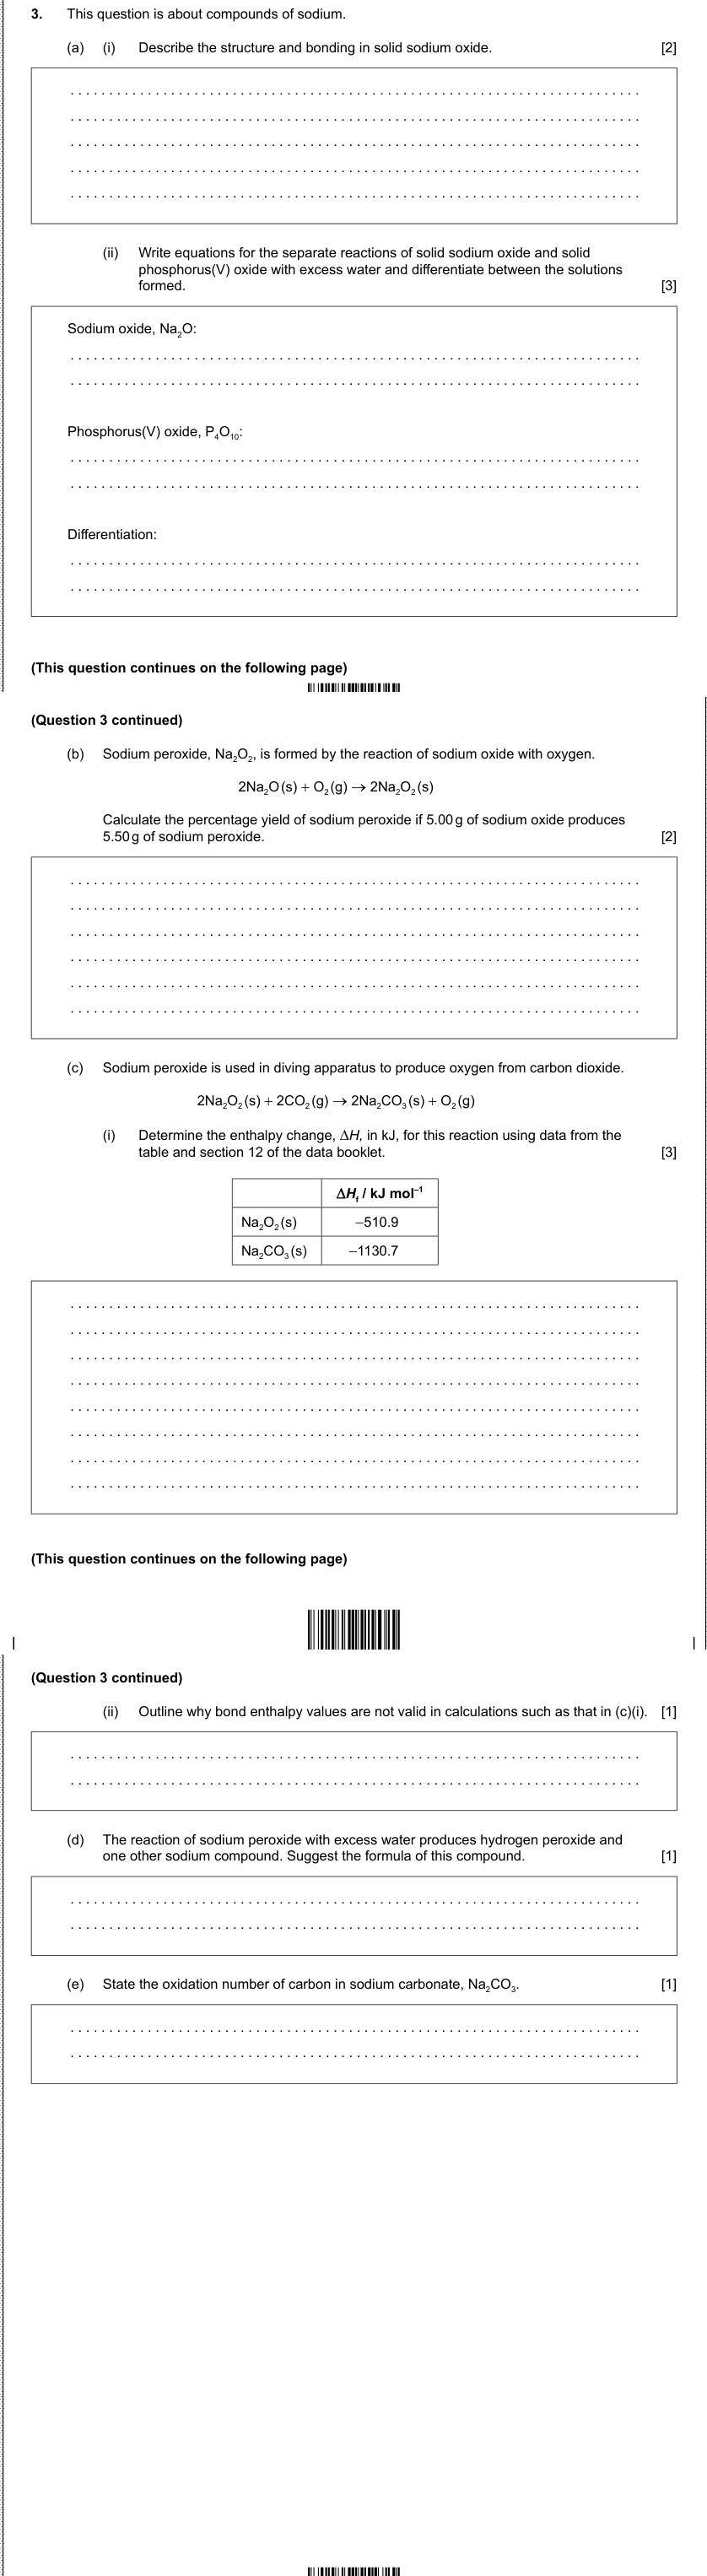 3. This question is about compounds of sodium.
(a) (i) Describe the structure and bonding in solid sodium oxide. [2]
(ii) Write equations for the separate reactions of solid sodium oxide and solid
phosphorus(V) oxide with excess water and differentiate between the solutions
formed. [3]
Sodium oxide, Na₂O:
Phosphorus(V) oxide, P₄O₁₀:
Differentiation:
(This question continues on the following page)
(Question 3 continued)
(b) Sodium peroxide, Na₂O₂, is formed by the reaction of sodium oxide with oxygen.
2Na₂O (s) + O₂ (g) → 2Na₂O₂ (s)
Calculate the percentage yield of sodium peroxide if 5.00 g of sodium oxide produces
5.50 g of sodium peroxide. [2]
(c) Sodium peroxide is used in diving apparatus to produce oxygen from carbon dioxide.
2Na₂O₂ (s) + 2CO₂ (g) → 2Na₂CO₃ (s) + O₂ (g)
(i) Determine the enthalpy change, ΔH, in kJ, for this reaction using data from the
table and section 12 of the data booklet. [3]
ΔHf / kJ mol⁻¹
Na₂O₂ (s) −510.9
Na₂CO₃ (s) −1130.7
(This question continues on the following page)
(Question 3 continued)
(ii) Outline why bond enthalpy values are not valid in calculations such as that in (c)(i). [1]
(d) The reaction of sodium peroxide with excess water produces hydrogen peroxide and
one other sodium compound. Suggest the formula of this compound. [1]
(e) State the oxidation number of carbon in sodium carbonate, Na₂CO₃. [1]